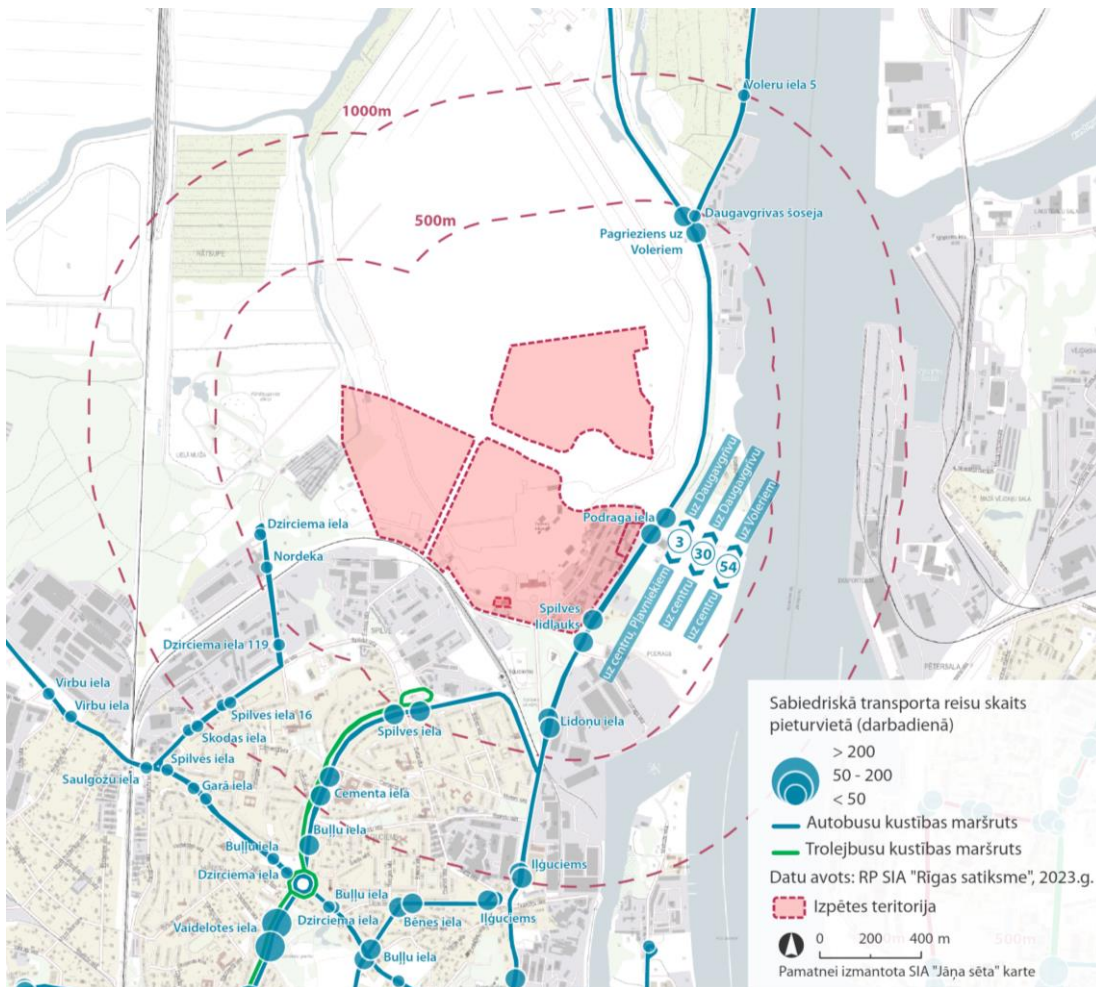 Voleru iela 5
1000m
500m
Daugavgrīvas šoseja
Pagrieziens uz
Voleriem
uz Daugavgrīvu
uz Daugavgrīvu
uz Voleriem
Podraga iela
3
30
54
uz centru, Pļavniekiem
uz centru
uz centru
Dzirciema iela
Nordeka
Spilves
lidlauks
Dzirciema iela 119
PODRAGA
Virbu iela
Virbu iela
Spilves iela 16
Skodas iela
Spilves iela
Lidoņu iela
Spilves iela
Saulgožu iela
Garā iela
Cementa iela
Buļļu iela
Buļļu iela
Dzirciema iela
Iļģuciems
Buļļu iela
Dzirciema iela
Bēnes iela
Iļģuciems
Vaidelotes iela
Buļļu iela
Sabiedriskā transporta reisu skaits
pieturvietā (darbadienā)
> 200
50 - 200
< 50
Autobusu kustības maršruts
Trolejbusu kustības maršruts
Datu avots: RP SIA "Rīgas satiksme", 2023.g.
Izpētes teritorija
0 200 400 m
Pamatnei izmantota SIA "Jāņa sēta" karte